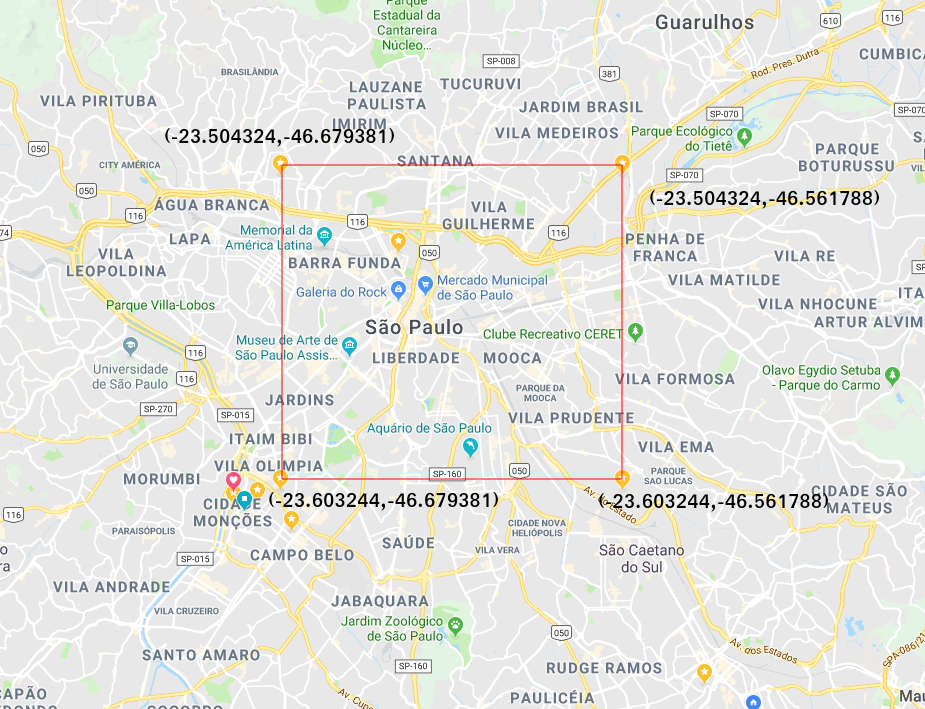 Parque
Estadual da
Cantareira
Núcleo...
Guarulhos
610
116
CUMBICA
Rod. Pres. Dutra
SP-008
381
BRASILÂNDIA
TUCURUVI
LAUZANE
PAULISTA
IMIRIM
VILA PIRITUBA
JARDIM BRASIL
SP-070
SP-070
VILA MEDEIROS
Parque Ecológico
do Tietê
(-23.504324,-46.679381)
050
CITY AMÉRICA
SANTANA
PARQUE
BOTURUSSU
SP-070
050
(-23.504324,-46.561788)
ÁGUA BRANCA
116
116
VILA
GUILHERME
116
74
LAPA
Memorial da
América Latina
PENHA DE
FRANCA
VILA
LEOPOLDINA
BARRA FUNDA
050
VILA RE
VILA MATILDE
Galeria do Rock
Mercado Municipal
de São Paulo
Parque Villa-Lobos
VILA NHOCUNE
ITA
ARTUR ALVIM
São Paulo
Clube Recreativo CERET
Museu de Arte de
São Paulo Assis...
LIBERDADE
MOOCA
116
Universidade
de São Paulo
116
VILA FORMOSA
Olavo Egydio Setuba
- Parque do Carmo
PARQUE DA
MOOCA
JARDINS
SP-270
SP-015
VILA PRUDENTE
Aquário de São Paulo
ITAIM BIBI
VILA EMA
VILA OLIMPIA
SP-160
050
PARQUE
SAO LUCAS
MORUMBI
CIDADE
MONÇÕES
(-23.603244,-46.679381)
Av. do Estado
(-23.603244,-46.561788)
CIDADE SÃO
MATEUS
116
PARAISÓPOLIS
CIDADE NOVA
HELIÓPOLIS
SAÚDE
VILA VERA
São Caetano
do Sul
CAMPO BELO
SP-015
VILA ANDRADE
JABAQUARA
VILA CRUZEIRO
Jardim Zoológico
de São Paulo
050
SANTO AMARO
SP-160
RUDGE RAMOS
Av. dos Estados
SPA-086/21
CAPÃO
REDONDO
SOCORRO
Av. Cupe
PAULICÉIA
Mau